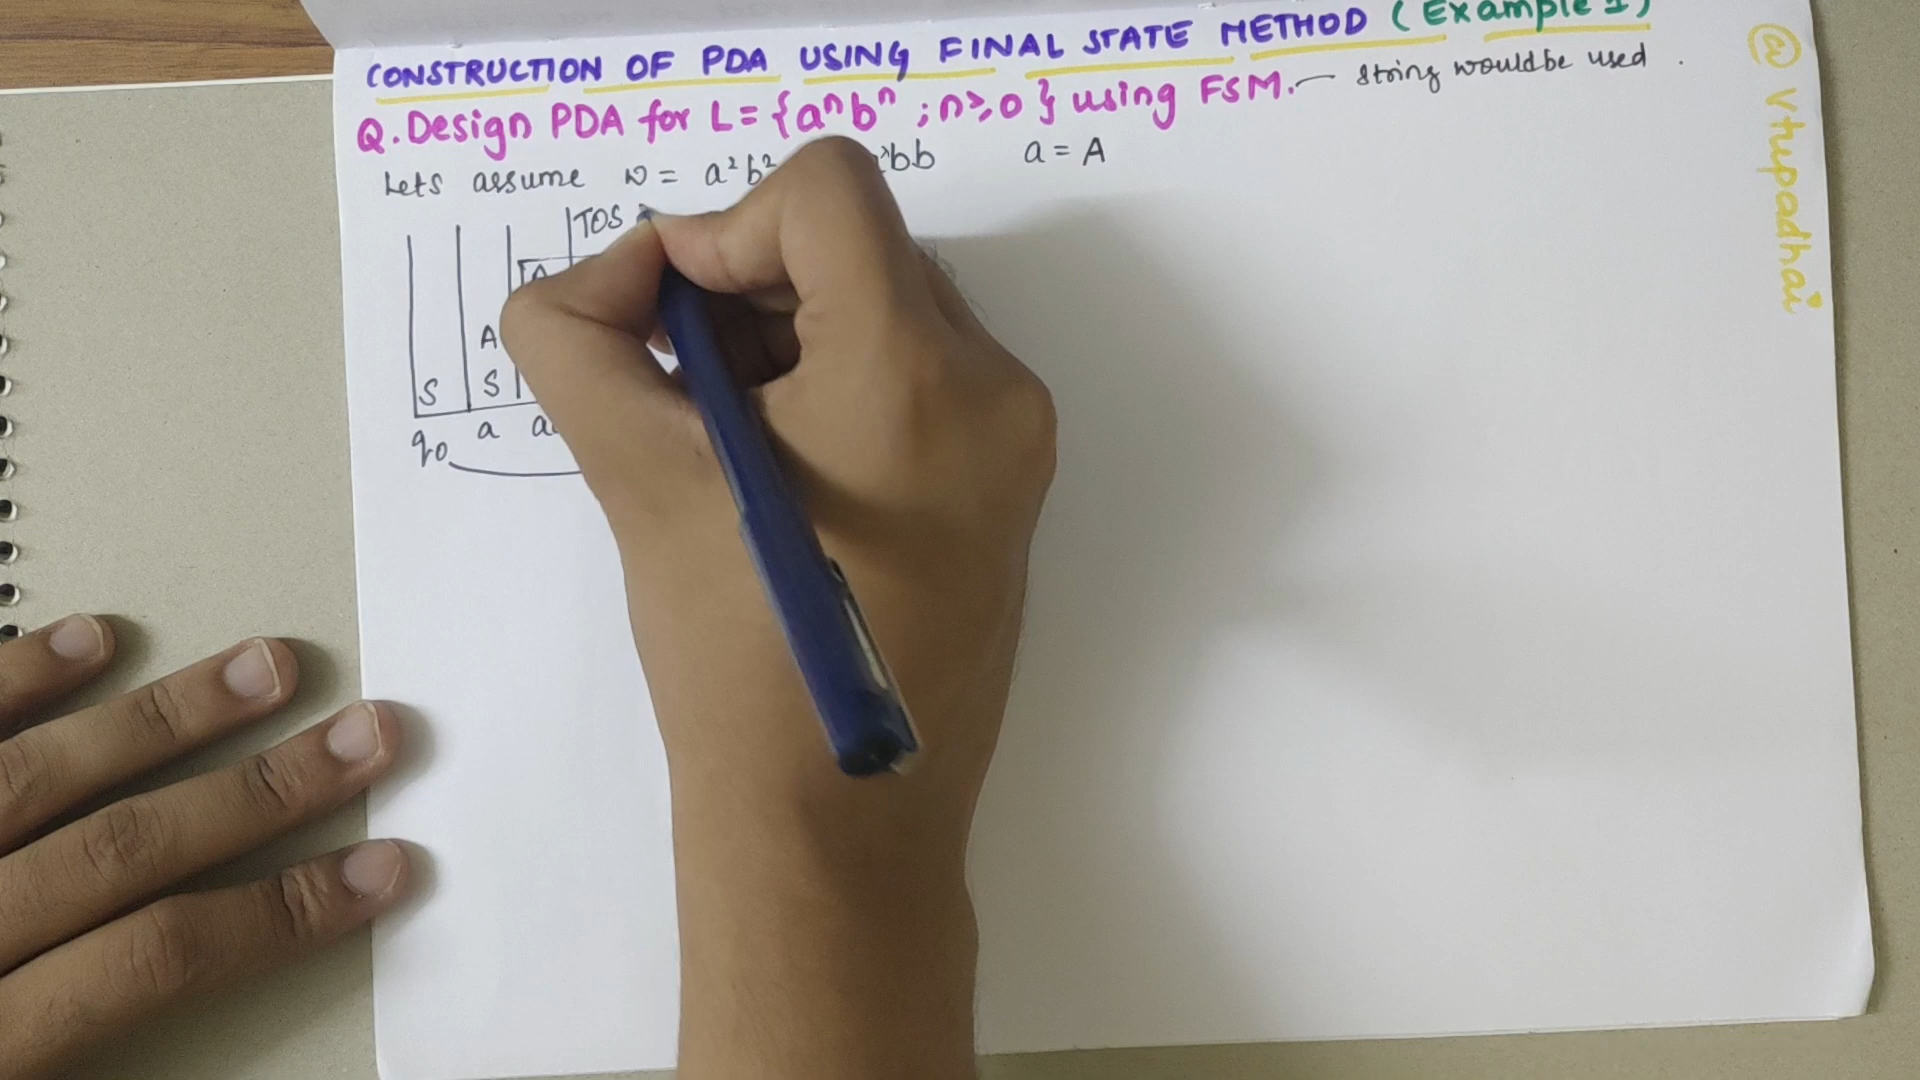 CONSTRUCTION OF PDA USING FINAL STATE METHOD (Example 1)
Q. Design PDA for L = {aⁿbⁿ ; n ≥ 0} using FSM. — string would be used .
Lets assume w = a²b² bb a = A
TOS
A
A
S S
q₀ a a
@Vtupadhai